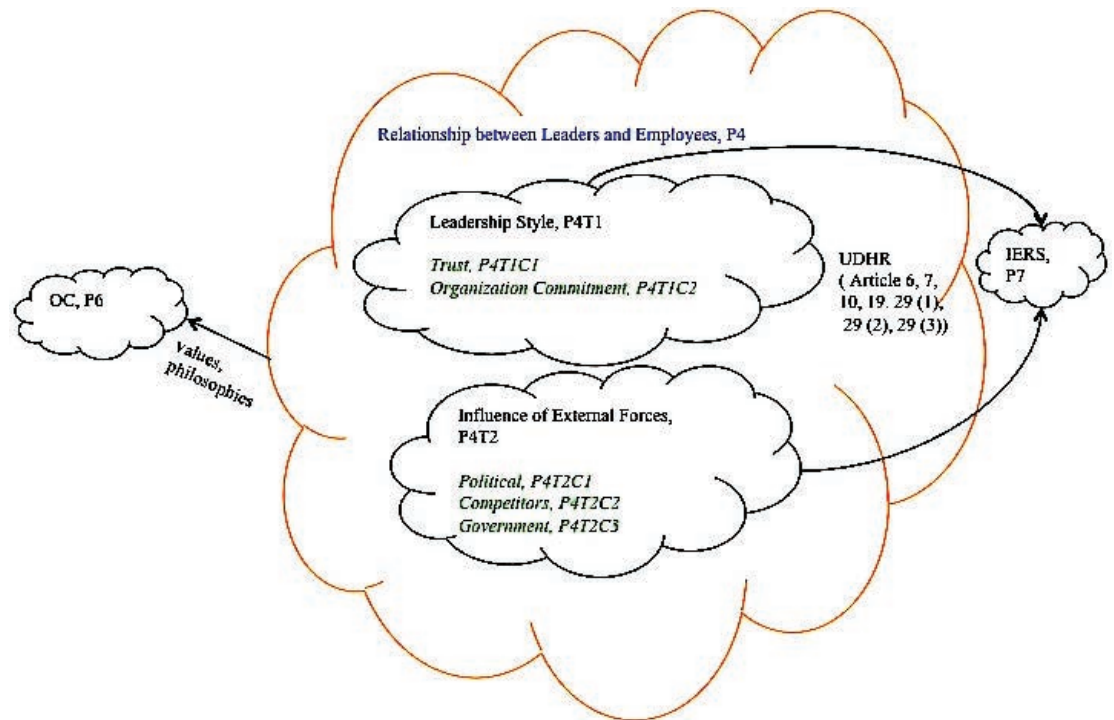 Relationship between Leaders and Employees, P4
Leadership Style, P4T1
Trust, P4T1C1
Organization Commitment, P4T1C2
UDHR
( Article 6, 7,
10, 19. 29 (1),
29 (2), 29 (3))
IERS,
P7
OC, P6
values,
philosophies
Influence of External Forces,
P4T2
Political, P4T2C1
Competitors, P4T2C2
Government, P4T2C3